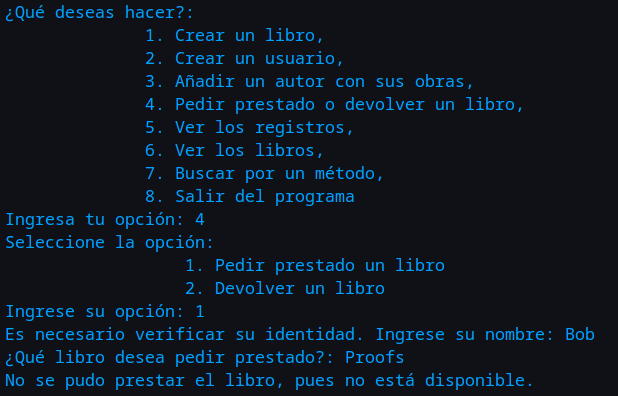 ¿Qué deseas hacer?:
1. Crear un libro,
2. Crear un usuario,
3. Añadir un autor con sus obras,
4. Pedir prestado o devolver un libro,
5. Ver los registros,
6. Ver los libros,
7. Buscar por un método,
8. Salir del programa
Ingresa tu opción: 4
Seleccione la opción:
1. Pedir prestado un libro
2. Devolver un libro
Ingrese su opción: 1
Es necesario verificar su identidad. Ingrese su nombre: Bob
¿Qué libro desea pedir prestado?: Proofs
No se pudo prestar el libro, pues no está disponible.